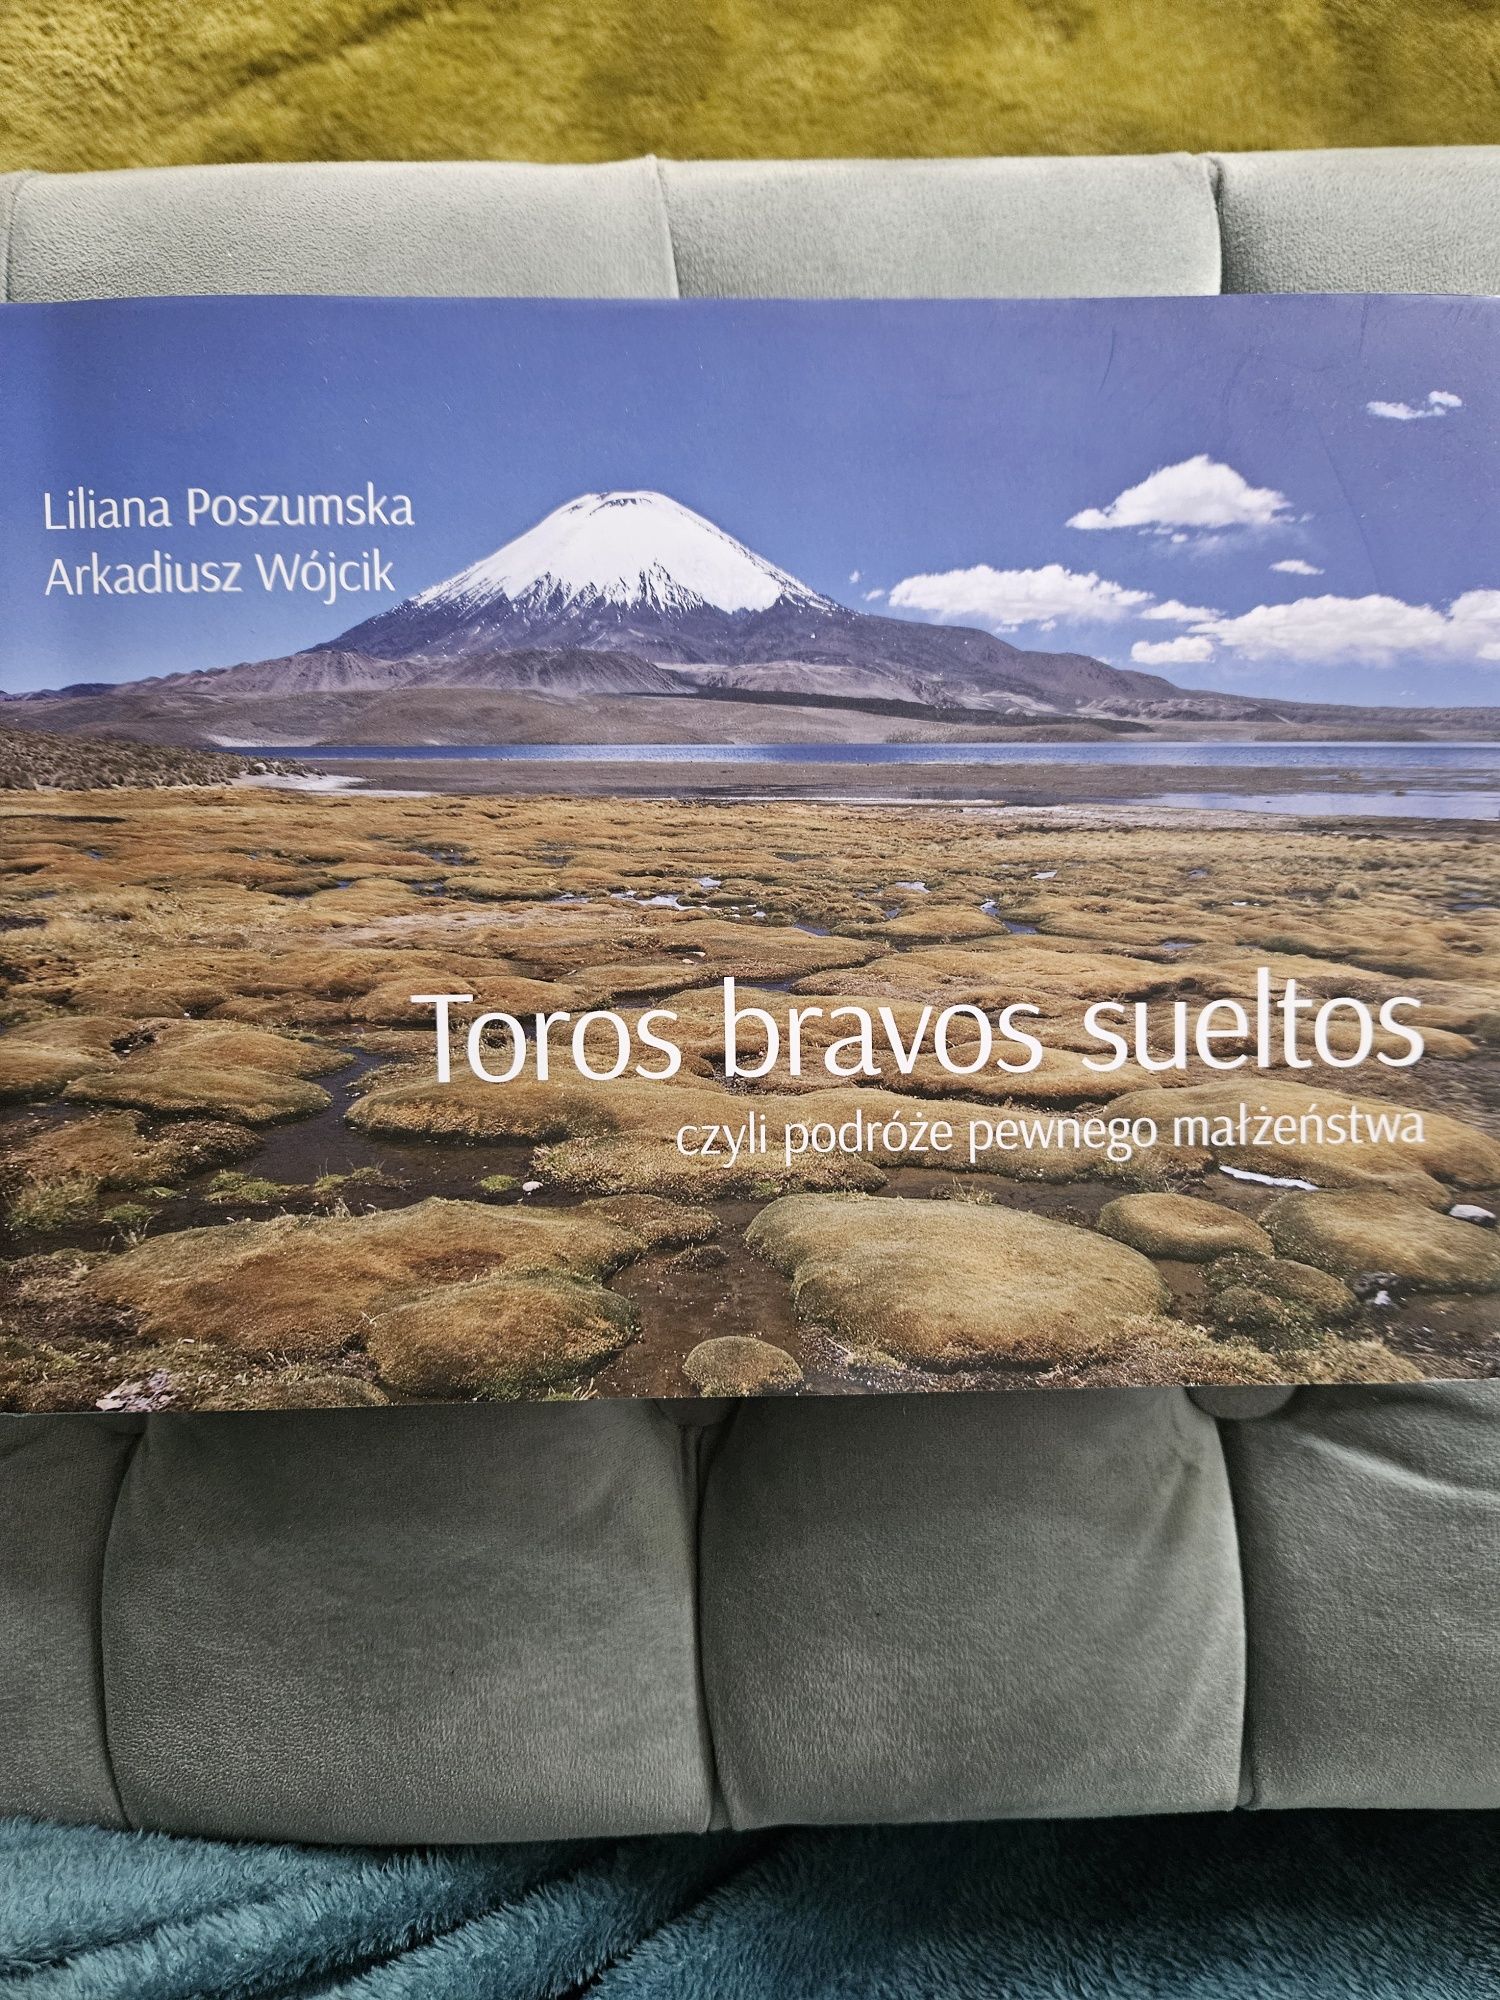 Liliana Poszumska
Arkadiusz Wójcik
Toros bravos sueltos
czyli podróże pewnego małżeństwa